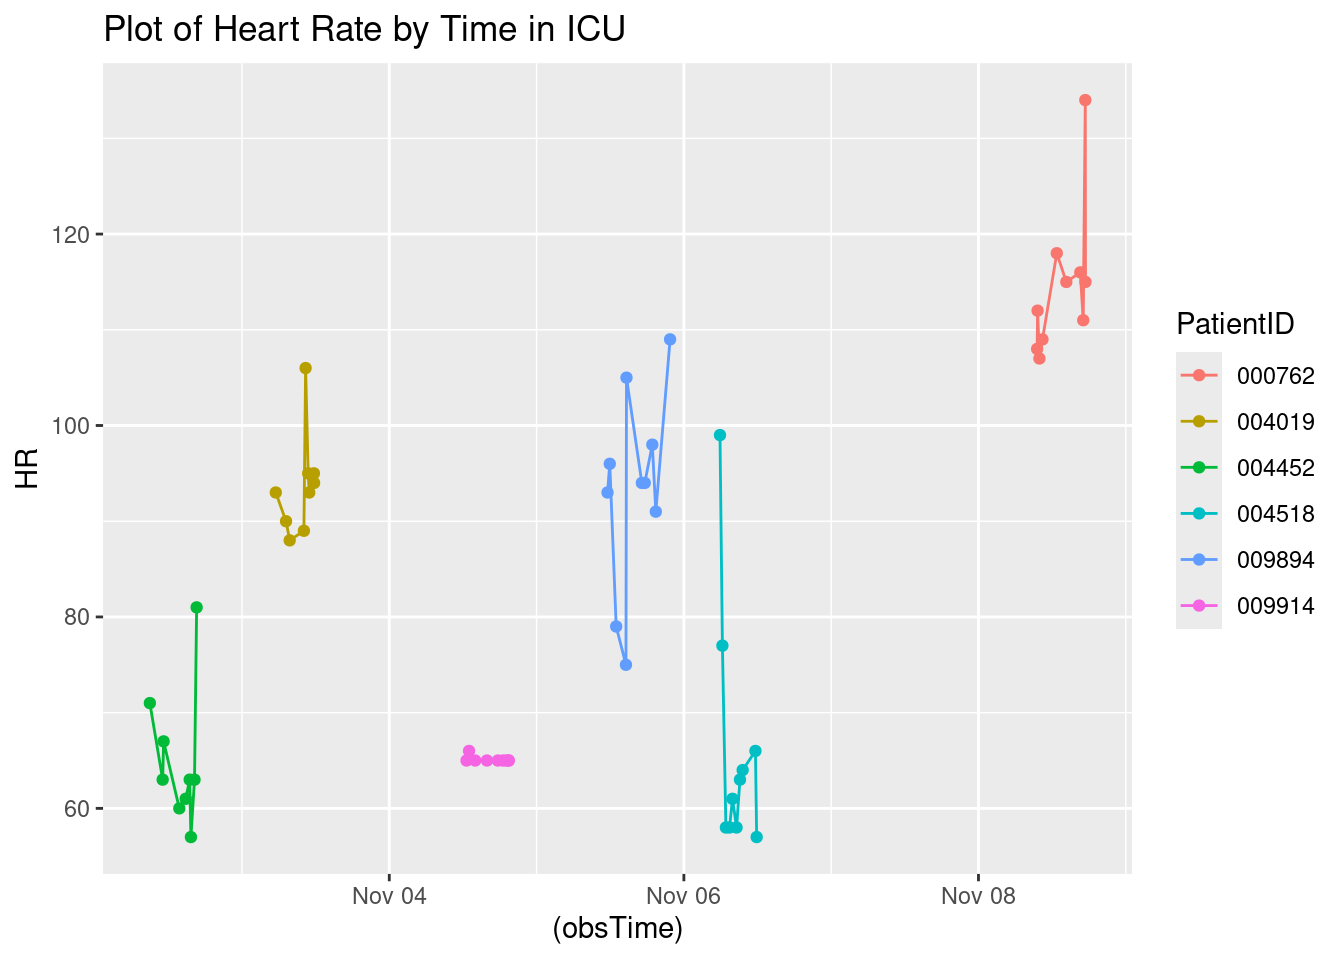 Plot of Heart Rate by Time in ICU
HR
120
100
80
60
Nov 04
Nov 06
Nov 08
(obsTime)
PatientID
000762
004019
004452
004518
009894
009914